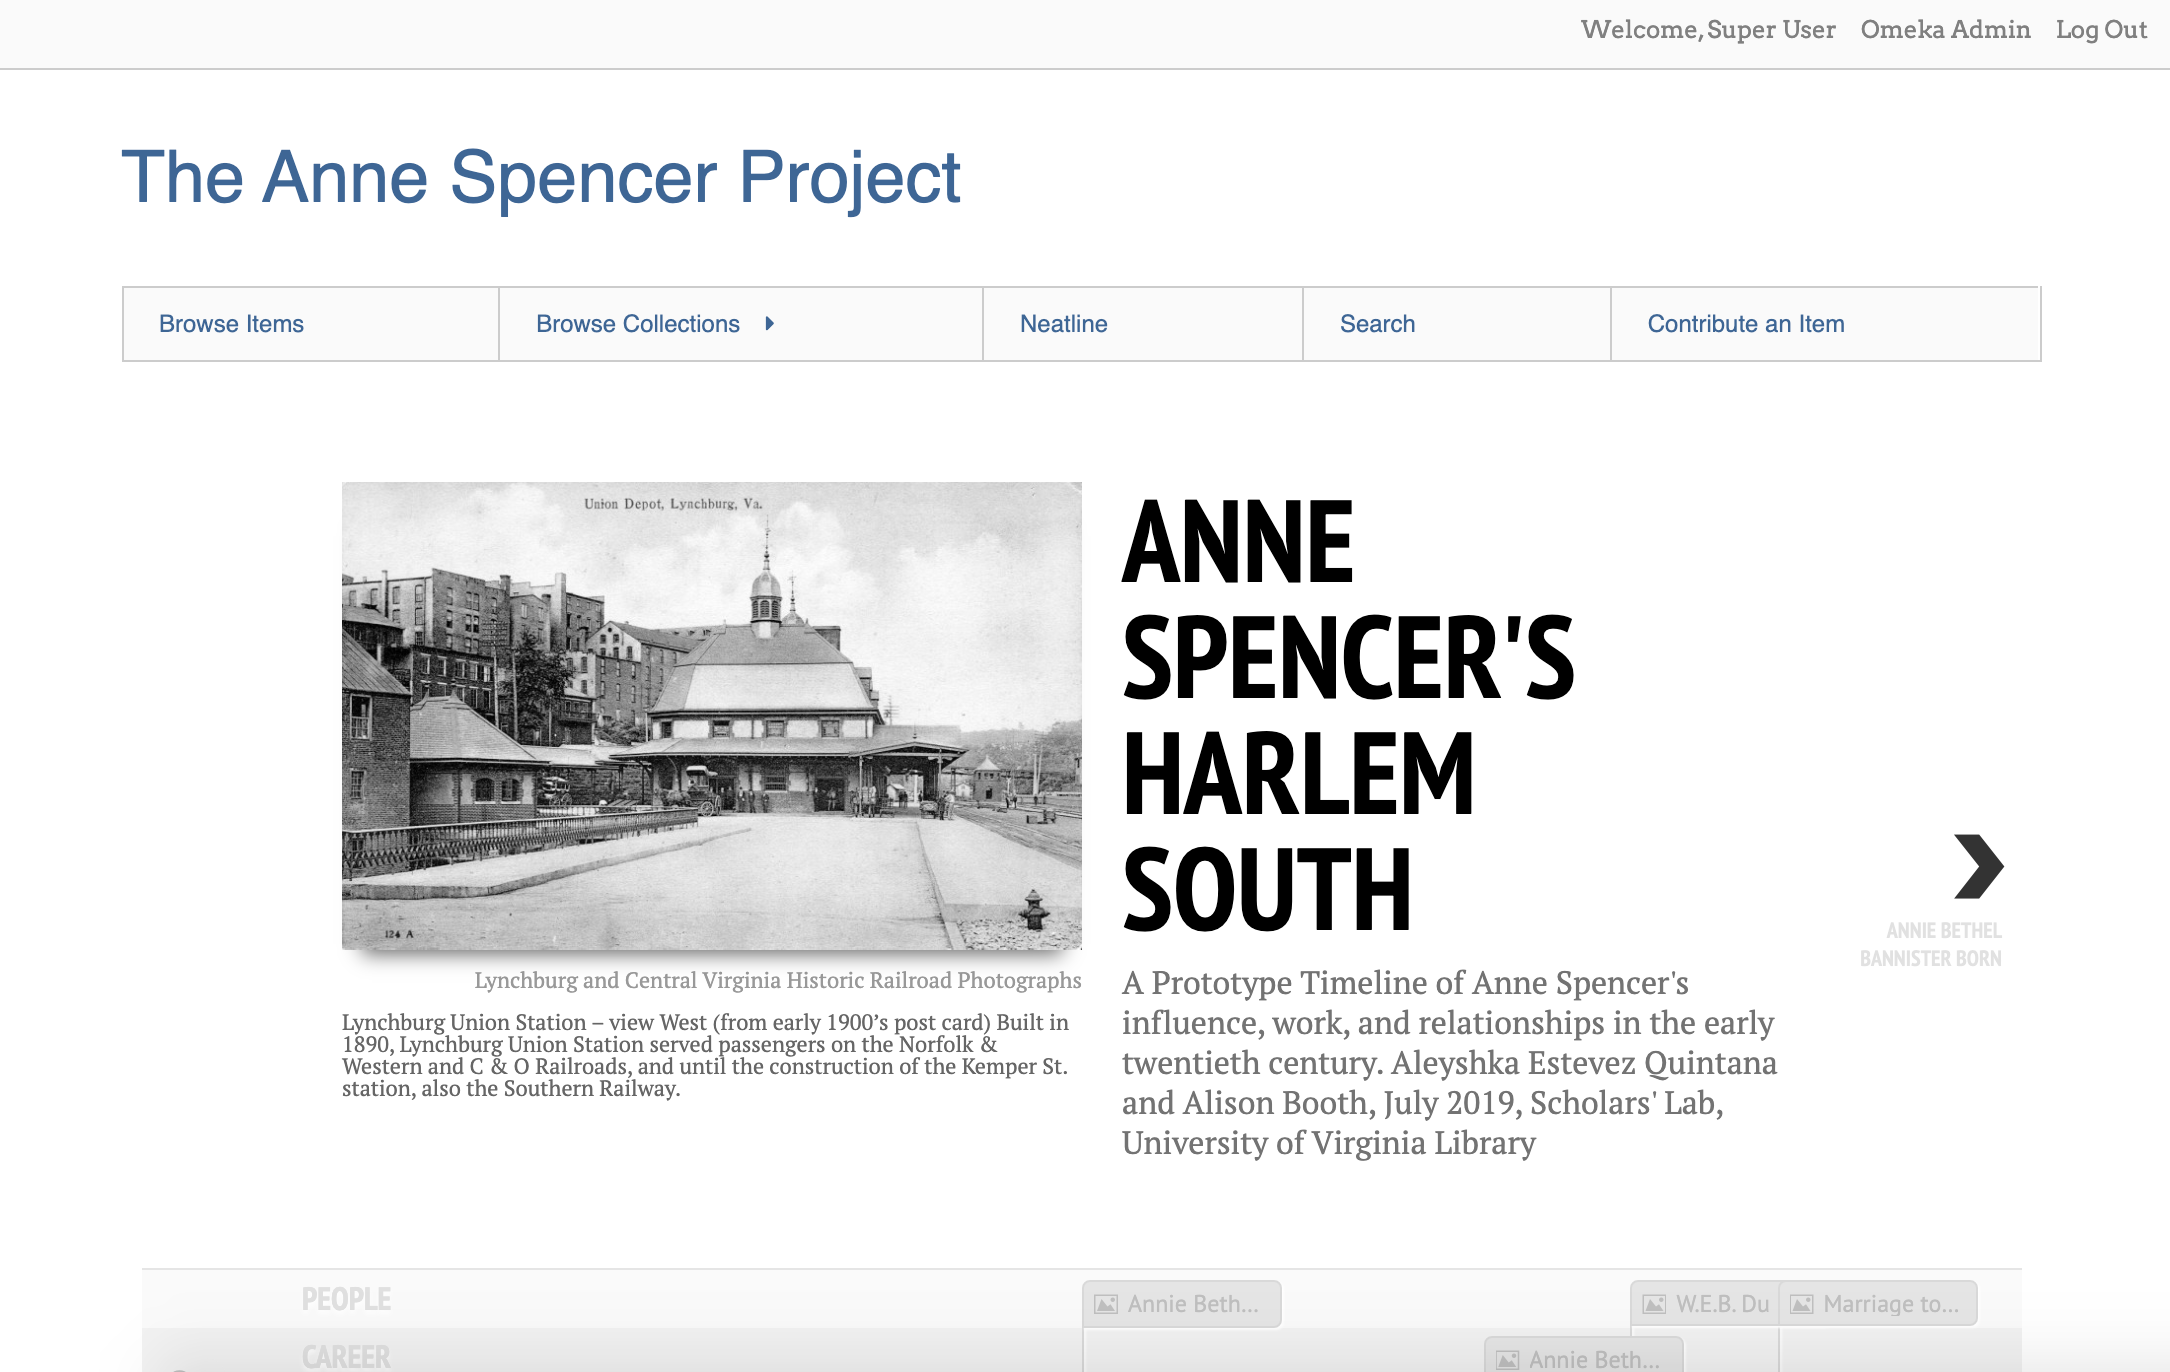 Welcome, Super User Omeka Admin Log Out
The Anne Spencer Project
Browse Items Browse Collections Neatline Search Contribute an Item
Union Depot, Lynchburg, Va.
124 A
Lynchburg and Central Virginia Historic Railroad Photographs
Lynchburg Union Station – view West (from early 1900’s post card) Built in
1890, Lynchburg Union Station served passengers on the Norfolk &
Western and C & O Railroads, and until the construction of the Kemper St.
station, also the Southern Railway.
ANNE
SPENCER'S
HARLEM
SOUTH
A Prototype Timeline of Anne Spencer's
influence, work, and relationships in the early
twentieth century. Aleyshka Estevez Quintana
and Alison Booth, July 2019, Scholars' Lab,
University of Virginia Library
ANNIE BETHEL
BANNISTER BORN
PEOPLE
Annie Beth...
W.E.B. Du
Marriage to...
CAREER
Annie Beth...